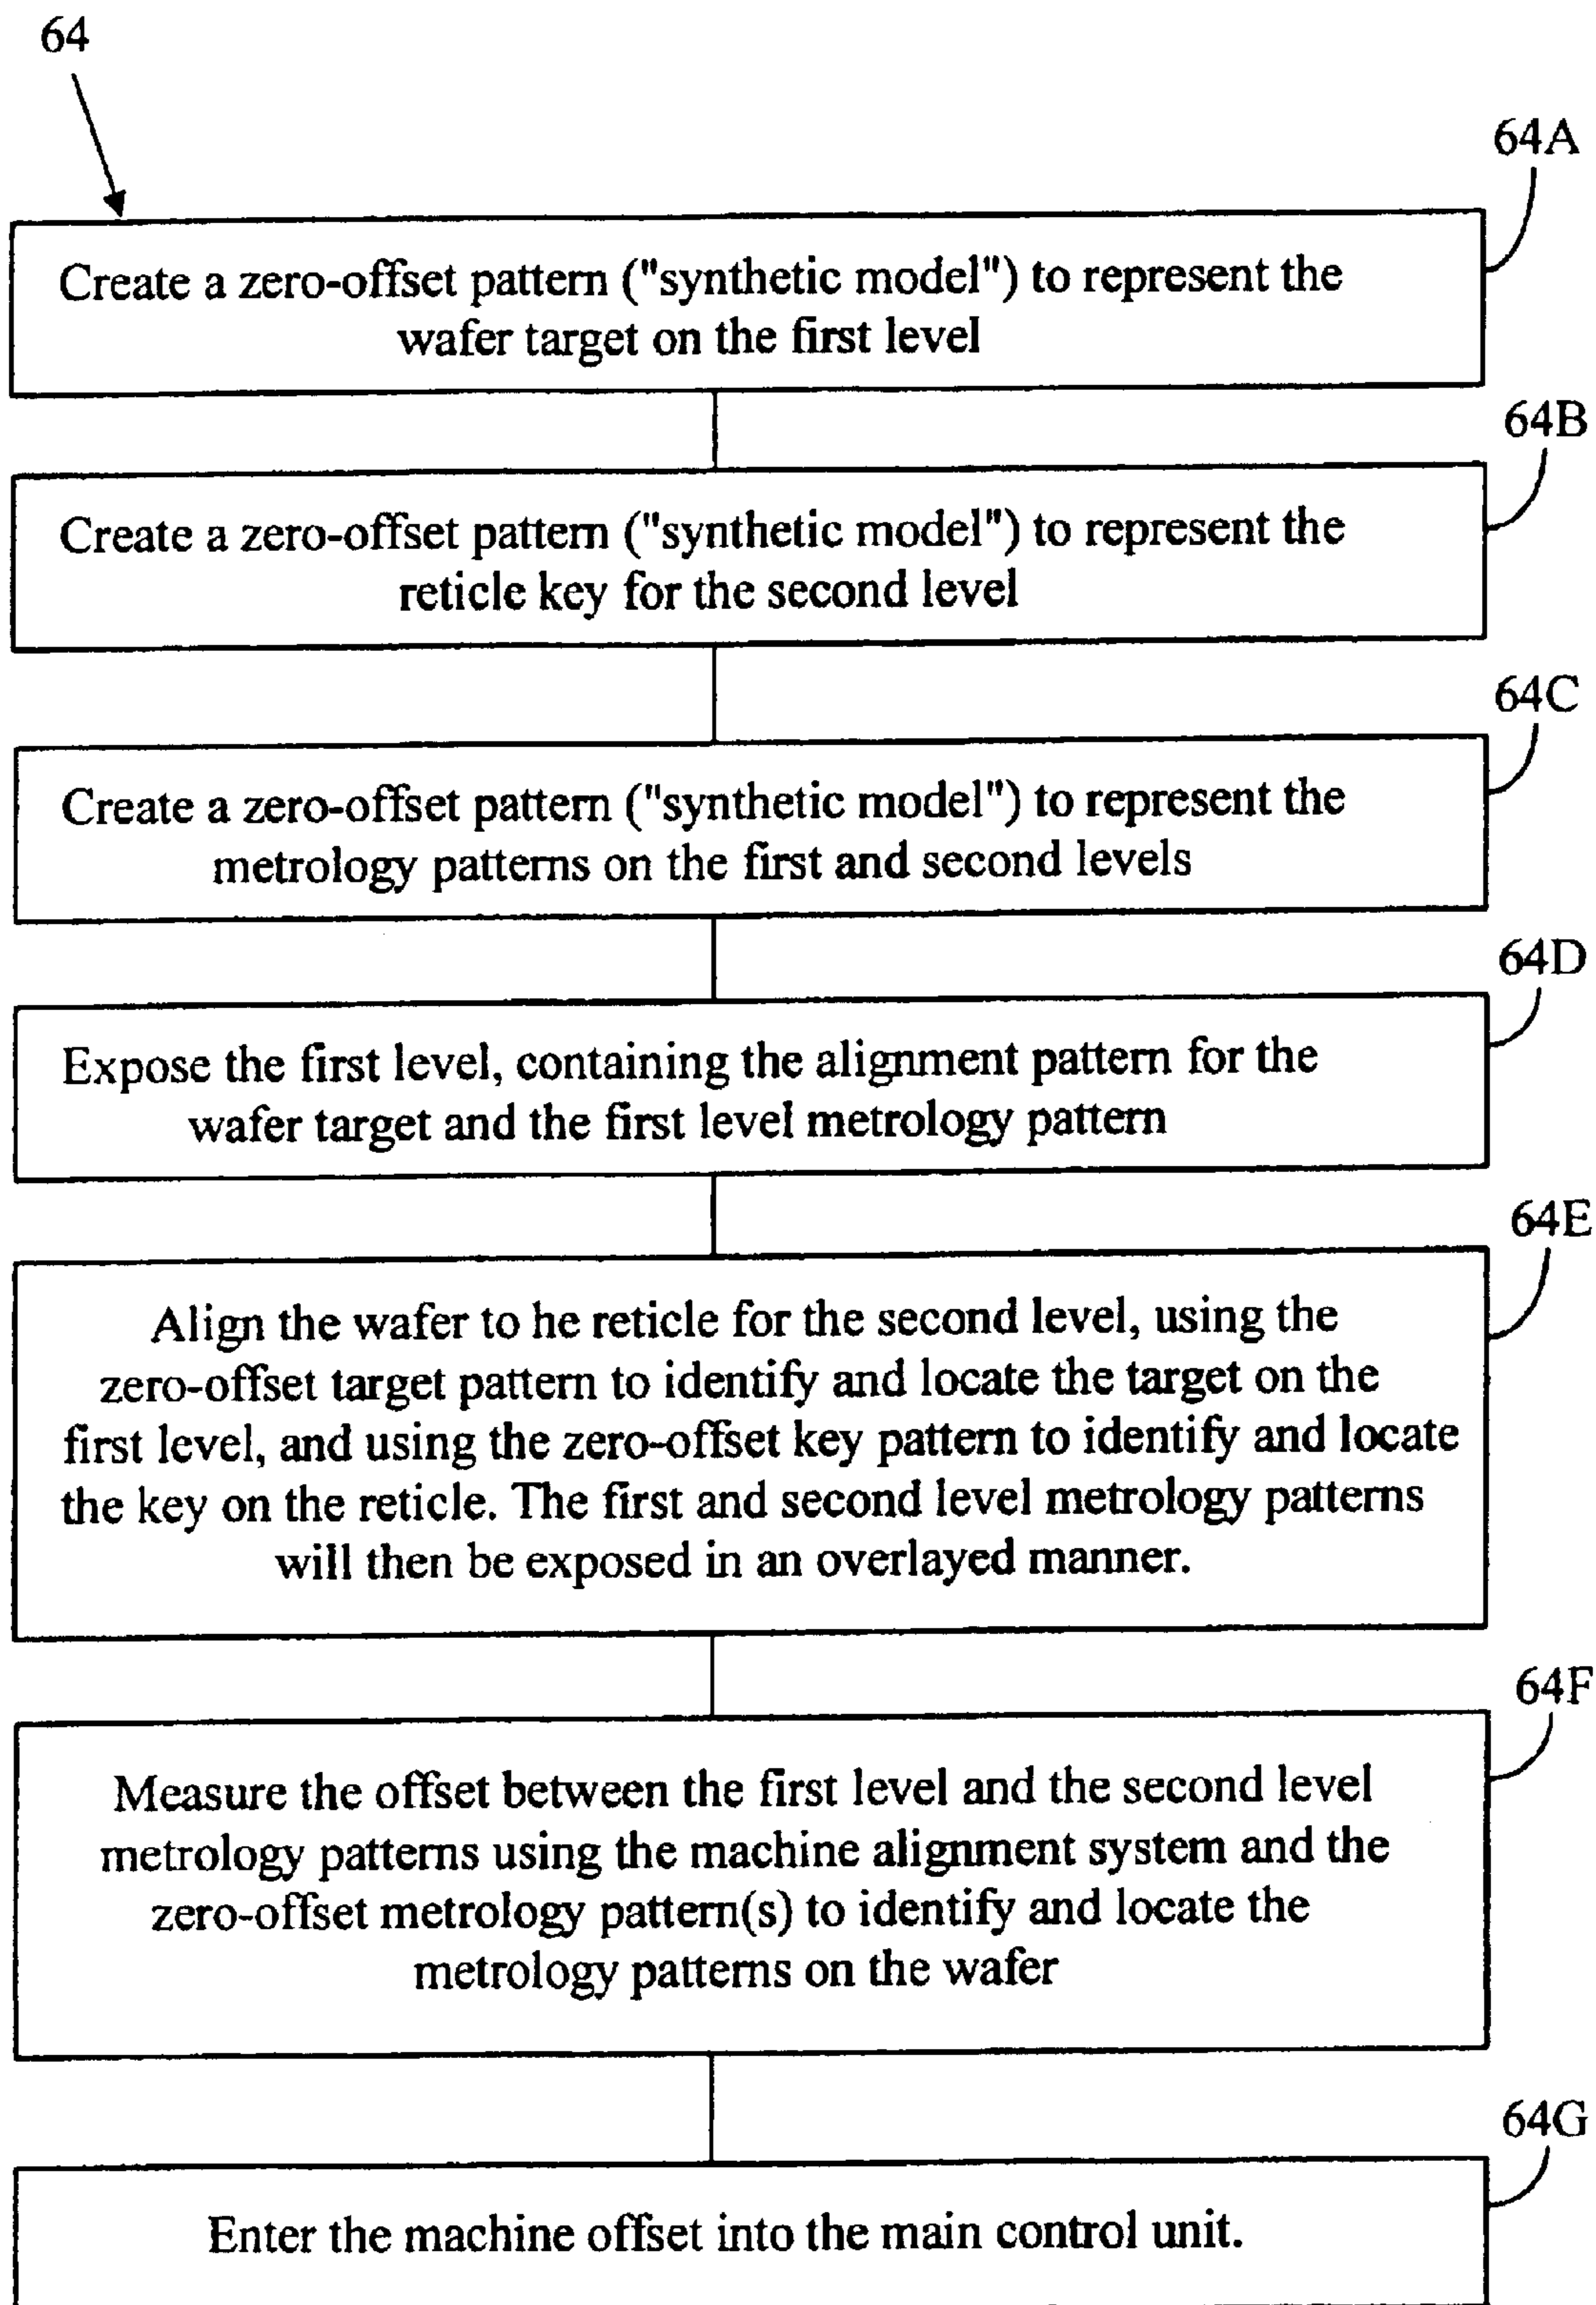 64
64A
Create a zero-offset pattern ("synthetic model") to represent the
wafer target on the first level
64B
Create a zero-offset pattern ("synthetic model") to represent the
reticle key for the second level
64C
Create a zero-offset pattern ("synthetic model") to represent the
metrology patterns on the first and second levels
64D
Expose the first level, containing the alignment pattern for the
wafer target and the first level metrology pattern
64E
Align the wafer to he reticle for the second level, using the
zero-offset target pattern to identify and locate the target on the
first level, and using the zero-offset key pattern to identify and locate
the key on the reticle. The first and second level metrology patterns
will then be exposed in an overlayed manner.
64F
Measure the offset between the first level and the second level
metrology patterns using the machine alignment system and the
zero-offset metrology pattern(s) to identify and locate the
metrology patterns on the wafer
64G
Enter the machine offset into the main control unit.